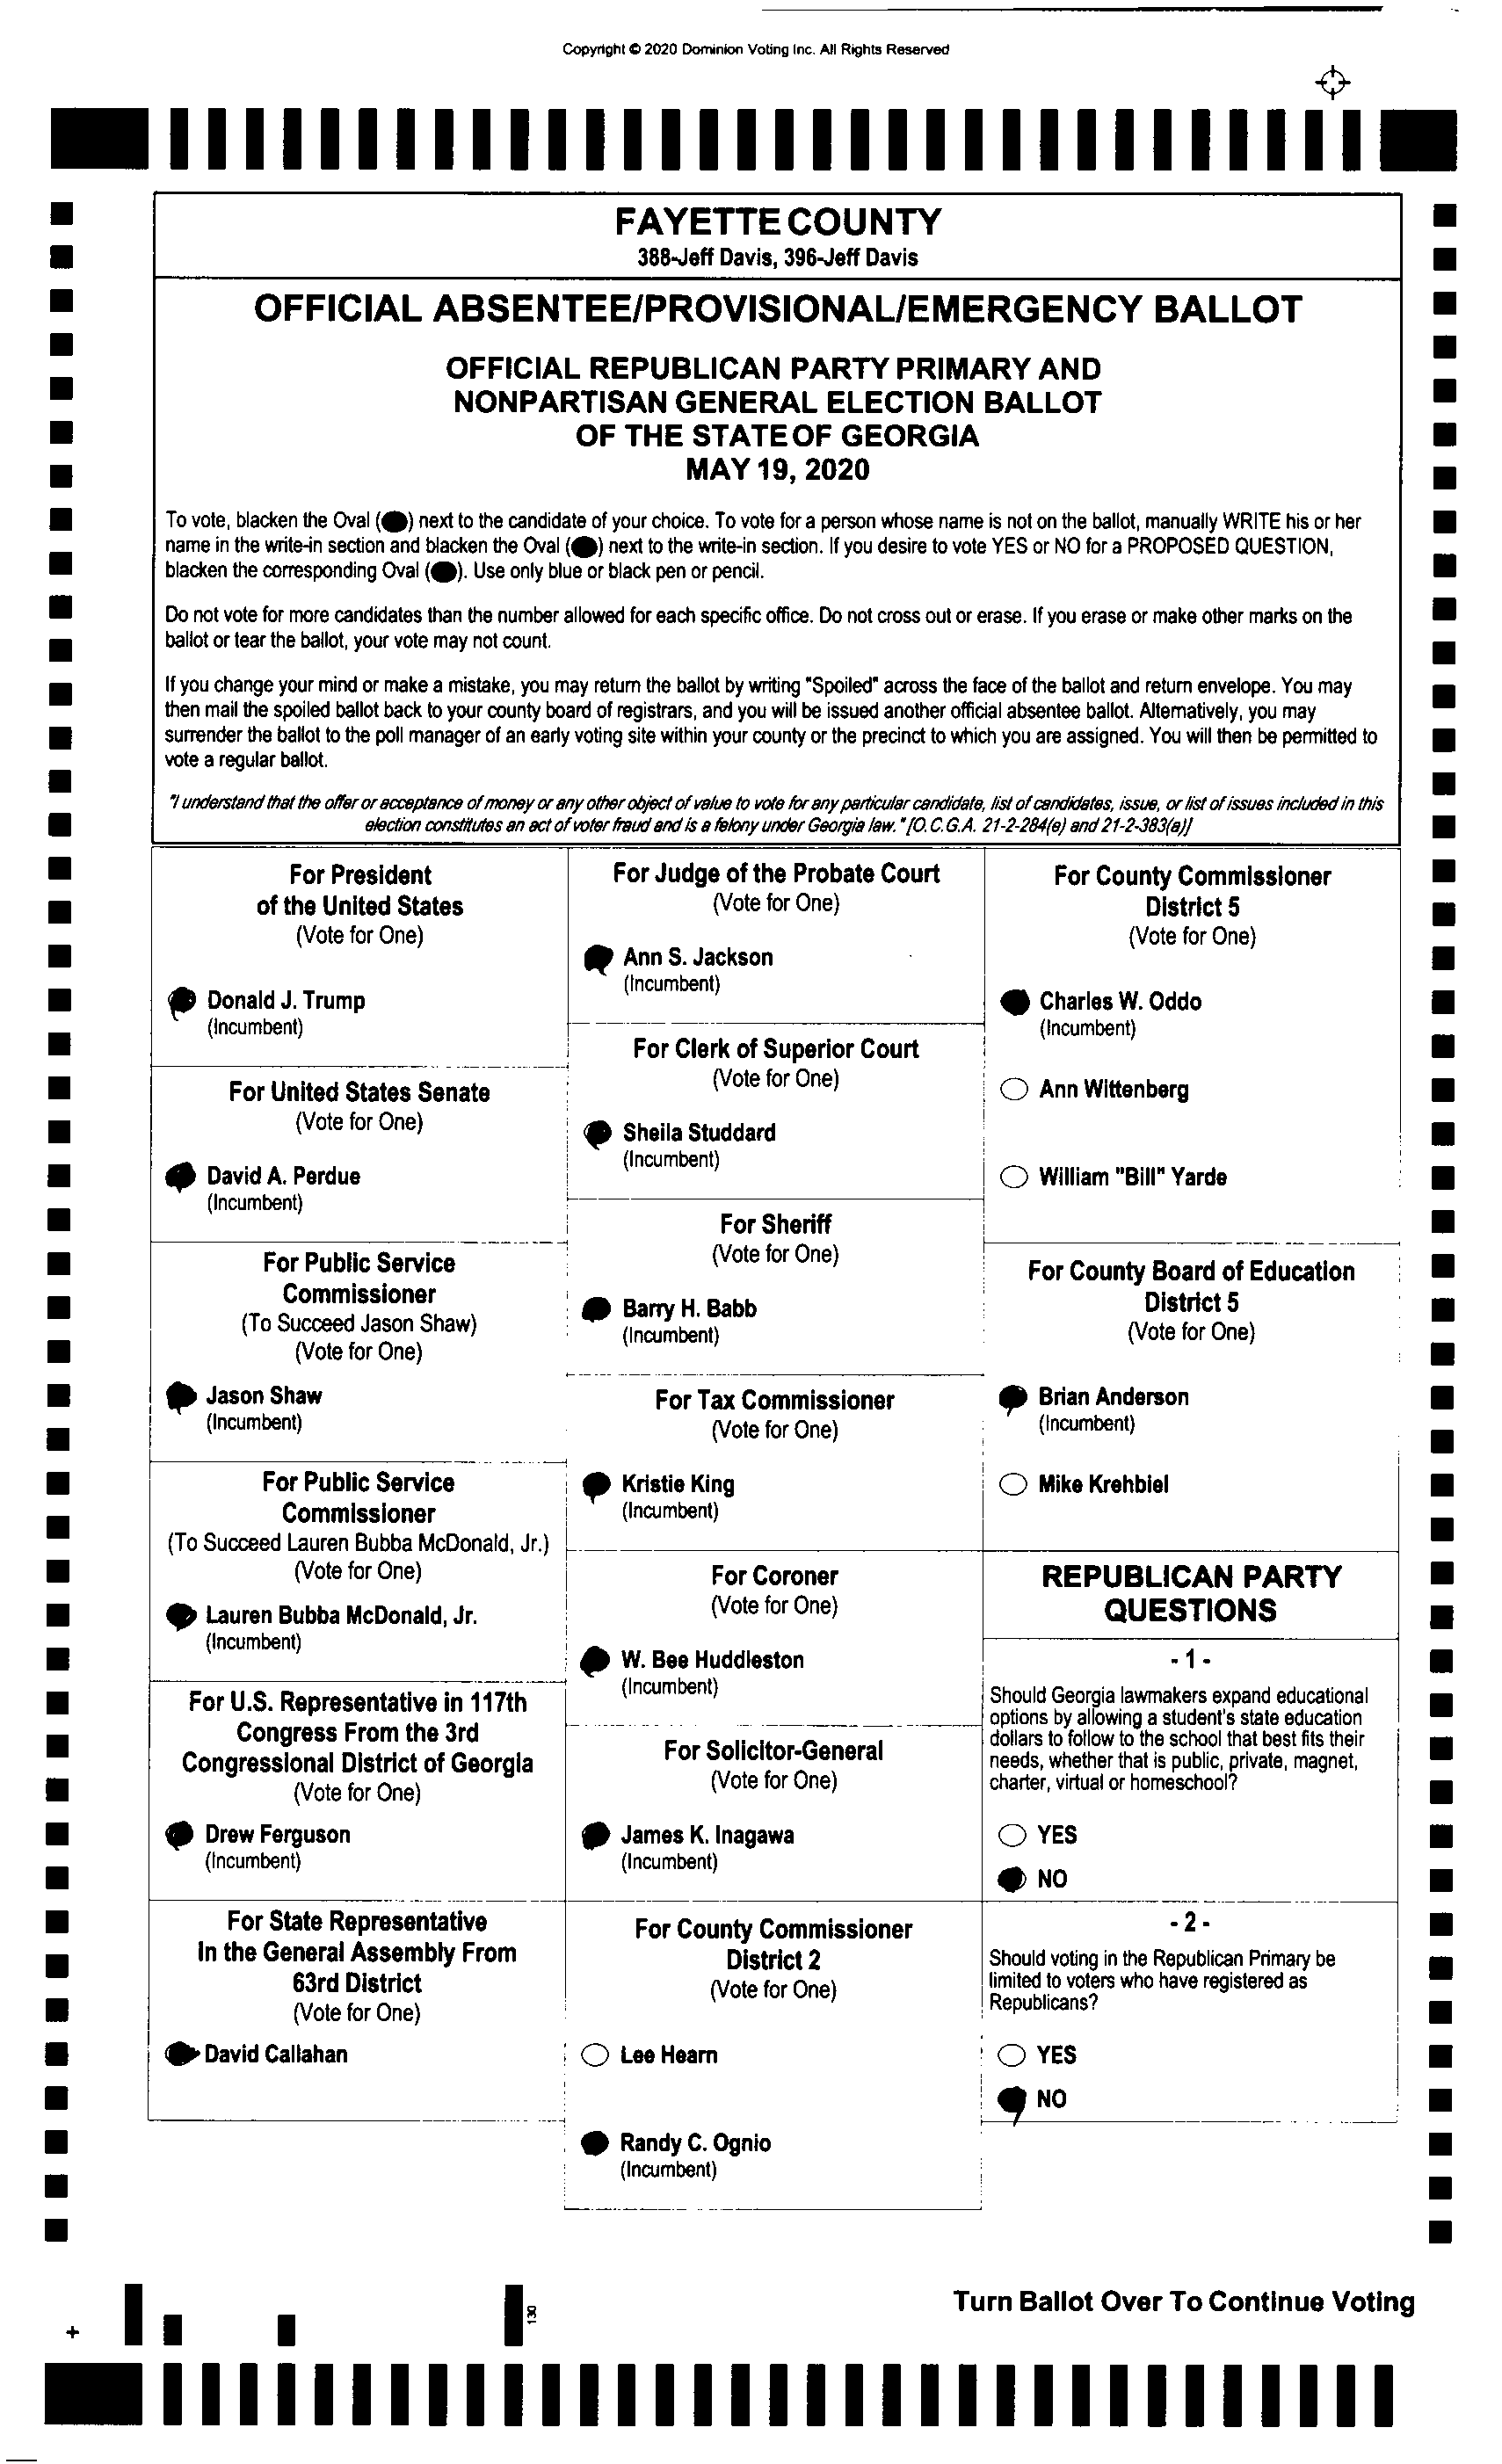 Copyright © 2020 Dominion Voting Inc. All Rights Reserved
FAYETTE COUNTY
388-Jeff Davis, 396-Jeff Davis
OFFICIAL ABSENTEE/PROVISIONAL/EMERGENCY BALLOT
OFFICIAL REPUBLICAN PARTY PRIMARY AND
NONPARTISAN GENERAL ELECTION BALLOT
OF THE STATE OF GEORGIA
MAY 19, 2020
To vote, blacken the Oval () next to the candidate of your choice. To vote for a person whose name is not on the ballot, manually WRITE his or her
name in the write-in section and blacken the Oval () next to the write-in section. If you desire to vote YES or NO for a PROPOSED QUESTION,
blacken the corresponding Oval (). Use only blue or black pen or pencil.
Do not vote for more candidates than the number allowed for each specific office. Do not cross out or erase. If you erase or make other marks on the
ballot or tear the ballot, your vote may not count.
If you change your mind or make a mistake, you may return the ballot by writing "Spoiled" across the face of the ballot and return envelope. You may
then mail the spoiled ballot back to your county board of registrars, and you will be issued another official absentee ballot. Alternatively, you may
surrender the ballot to the poll manager of an early voting site within your county or the precinct to which you are assigned. You will then be permitted to
vote a regular ballot.
"I understand that the offer or acceptance of money or any other object of value to vote for any particular candidate, list of candidates, issue, or list of issues included in this
election constitutes an act of voter fraud and is a felony under Georgia law." [O.C.G.A. 21-2-284(e) and 21-2-383(a)]
For President
of the United States
(Vote for One)
Donald J. Trump
(Incumbent)
For United States Senate
(Vote for One)
David A. Perdue
(Incumbent)
For Public Service
Commissioner
(To Succeed Jason Shaw)
(Vote for One)
Jason Shaw
(Incumbent)
For Public Service
Commissioner
(To Succeed Lauren Bubba McDonald, Jr.)
(Vote for One)
Lauren Bubba McDonald, Jr.
(Incumbent)
For U.S. Representative in 117th
Congress From the 3rd
Congressional District of Georgia
(Vote for One)
Drew Ferguson
(Incumbent)
For State Representative
In the General Assembly From
63rd District
(Vote for One)
David Callahan
For Judge of the Probate Court
(Vote for One)
Ann S. Jackson
(Incumbent)
For Clerk of Superior Court
(Vote for One)
Sheila Studdard
(Incumbent)
For Sheriff
(Vote for One)
Barry H. Babb
(Incumbent)
For Tax Commissioner
(Vote for One)
Kristie King
(Incumbent)
For Coroner
(Vote for One)
W. Bee Huddleston
(Incumbent)
For Solicitor-General
(Vote for One)
James K. Inagawa
(Incumbent)
For County Commissioner
District 2
(Vote for One)
Lee Hearn
Randy C. Ognio
(Incumbent)
For County Commissioner
District 5
(Vote for One)
Charles W. Oddo
(Incumbent)
Ann Wittenberg
William "Bill" Yarde
For County Board of Education
District 5
(Vote for One)
Brian Anderson
(Incumbent)
Mike Krehbiel
REPUBLICAN PARTY
QUESTIONS
- 1 -
Should Georgia lawmakers expand educational
options by allowing a student's state education
dollars to follow to the school that best fits their
needs, whether that is public, private, magnet,
charter, virtual or homeschool?
YES
NO
- 2 -
Should voting in the Republican Primary be
limited to voters who have registered as
Republicans?
YES
NO
Turn Ballot Over To Continue Voting
130